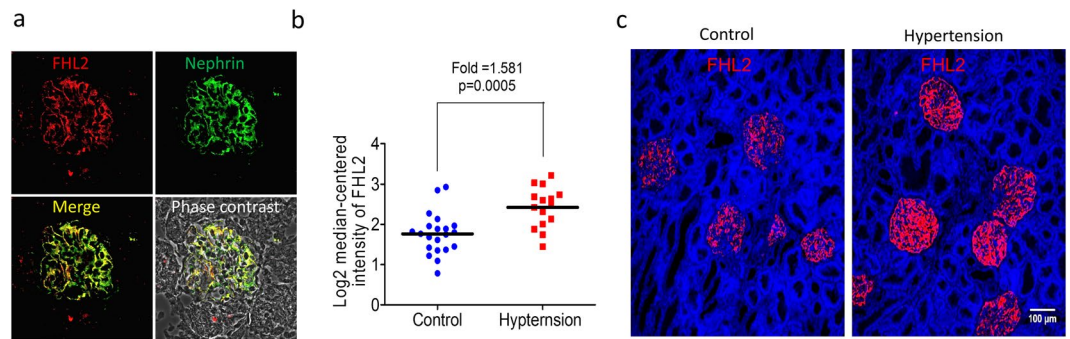 a
FHL2
Nephrin
Merge
Phase contrast
b
Fold =1.581
p=0.0005
Log2 median-centered
intensity of FHL2
4
3
2
1
0
Control
Hypternsion
c
Control
Hypertension
FHL2
FHL2
100 μm